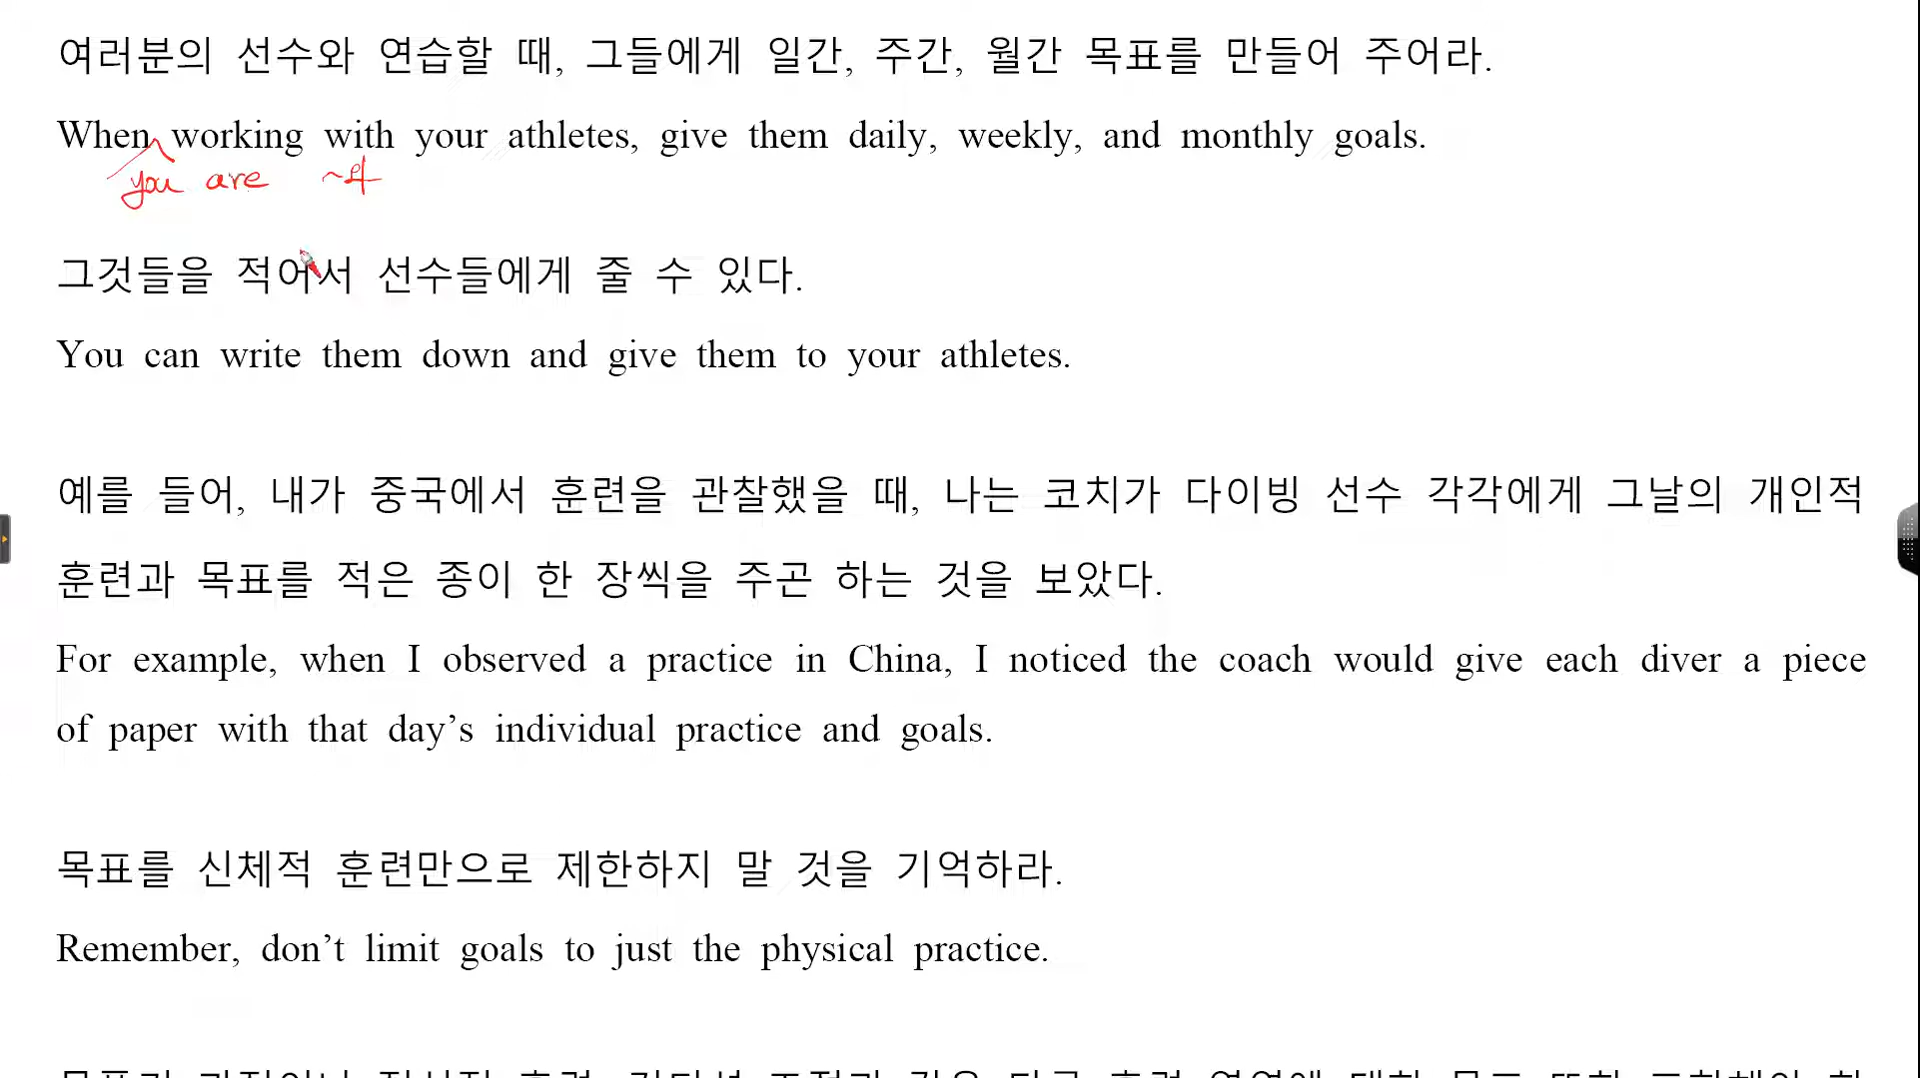 여러분의 선수와 연습할 때, 그들에게 일간, 주간, 월간 목표를 만들어 주어라.
When working with your athletes, give them daily, weekly, and monthly goals.
you are ~와
그것들을 적어서 선수들에게 줄 수 있다.
You can write them down and give them to your athletes.
예를 들어, 내가 중국에서 훈련을 관찰했을 때, 나는 코치가 다이빙 선수 각각에게 그날의 개인적
훈련과 목표를 적은 종이 한 장씩을 주곤 하는 것을 보았다.
For example, when I observed a practice in China, I noticed the coach would give each diver a piece
of paper with that day’s individual practice and goals.
목표를 신체적 훈련만으로 제한하지 말 것을 기억하라.
Remember, don’t limit goals to just the physical practice.